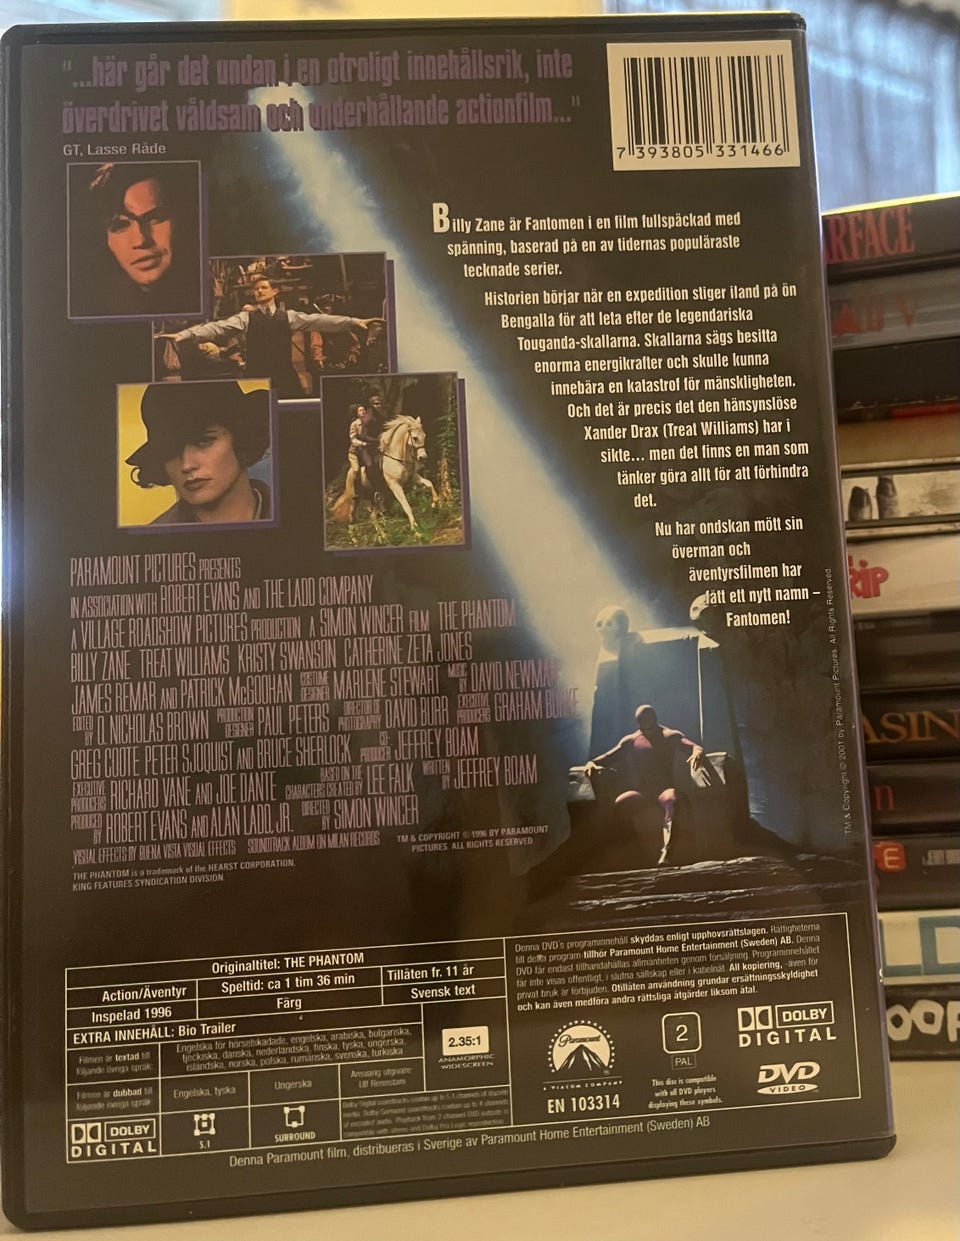 "...här går det undan i en otroligt innehållsrik, inte
överdrivet våldsam och underhållande actionfilm..."
GT, Lasse Råde
7 393805 331466
Billy Zane är Fantomen i en film fullspäckad med
spänning, baserad på en av tidernas populäraste
tecknade serier.
Historien börjar när en expedition stiger iland på ön
Bengalla för att leta efter de legendariska
Touganda-skallarna. Skallarna sägs besitta
enorma energikrafter och skulle kunna
innebära en katastrof för mänskligheten.
Och det är precis det den hänsynslöse
Xander Drax (Treat Williams) har i
sikte... men det finns en man som
tänker göra allt för att förhindra
det.
Nu har ondskan mött sin
överman och
äventyrsfilmen har
fått ett nytt namn –
Fantomen!
PARAMOUNT PICTURES PRESENTS
IN ASSOCIATION WITH ROBERT EVANS AND THE LADD COMPANY
A VILLAGE ROADSHOW PICTURES PRODUCTION A SIMON WINCER FILM THE PHANTOM
BILLY ZANE TREAT WILLIAMS KRISTY SWANSON CATHERINE ZETA JONES
JAMES REMAR AND PATRICK McGOOHAN COSTUME DESIGNER MARLENE STEWART MUSIC BY DAVID NEWMAN
EDITED BY O. NICHOLAS BROWN PRODUCTION DESIGNER PAUL PETERS DIRECTOR OF PHOTOGRAPHY DAVID BURR EXECUTIVE PRODUCERS GRAHAM BURKE
GREG COOTE PETER SJOQUIST AND BRUCE SHERLOCK CO-PRODUCER JEFFREY BOAM
EXECUTIVE PRODUCERS RICHARD VANE AND JOE DANTE BASED ON THE CHARACTERS CREATED BY LEE FALK WRITTEN BY JEFFREY BOAM
PRODUCED BY ROBERT EVANS AND ALAN LADD, JR. DIRECTED BY SIMON WINCER
VISUAL EFFECTS BY BUENA VISTA VISUAL EFFECTS SOUNDTRACK ALBUM ON MILAN RECORDS
TM & COPYRIGHT © 1996 BY PARAMOUNT
PICTURES. ALL RIGHTS RESERVED
THE PHANTOM is a trademark of the HEARST CORPORATION.
KING FEATURES SYNDICATION DIVISION
TM & Copyright © 2001 by Paramount Pictures. All Rights Reserved.
Originaltitel: THE PHANTOM
Action/Äventyr
Speltid: ca 1 tim 36 min
Tillåten fr. 11 år
Inspelad 1996
Färg
Svensk text
EXTRA INNEHÅLL: Bio Trailer
Filmen är textad till
följande övriga språk:
Engelska för hörselskadade, engelska, arabiska, bulgariska,
tjeckiska, danska, nederländska, finska, tyska, ungerska,
isländska, norska, polska, rumänska, svenska, turkiska
2.35:1
ANAMORPHIC
WIDESCREEN
Filmen är dubbad till
följande övriga språk:
Engelska, tyska
Ungerska
Ansvarig utgivare:
Ulf Rennstam
DOLBY
DIGITAL
5.1
SURROUND
Denna DVD's programinnehåll skyddas enligt upphovsrättslagen. Rättigheterna
till detta program tillhör Paramount Home Entertainment (Sweden) AB. Denna
DVD får endast tillhandahållas allmänheten genom försäljning. Programinnehållet
får inte visas offentligt, i slutna sällskap eller i kabelnät. All kopiering, -även för
privat bruk är förbjuden. Otillåten användning grundar ersättningsskyldighet
och kan även medföra andra rättsliga åtgärder liksom åtal.
Paramount
A VIACOM COMPANY
EN 103314
2
PAL
This disc is compatible
with all DVD players
displaying these symbols.
DOLBY
DIGITAL
DVD
VIDEO
Denna Paramount film, distribueras i Sverige av Paramount Home Entertainment (Sweden) AB
RFACE
RIP
ASIN
LD
OOP